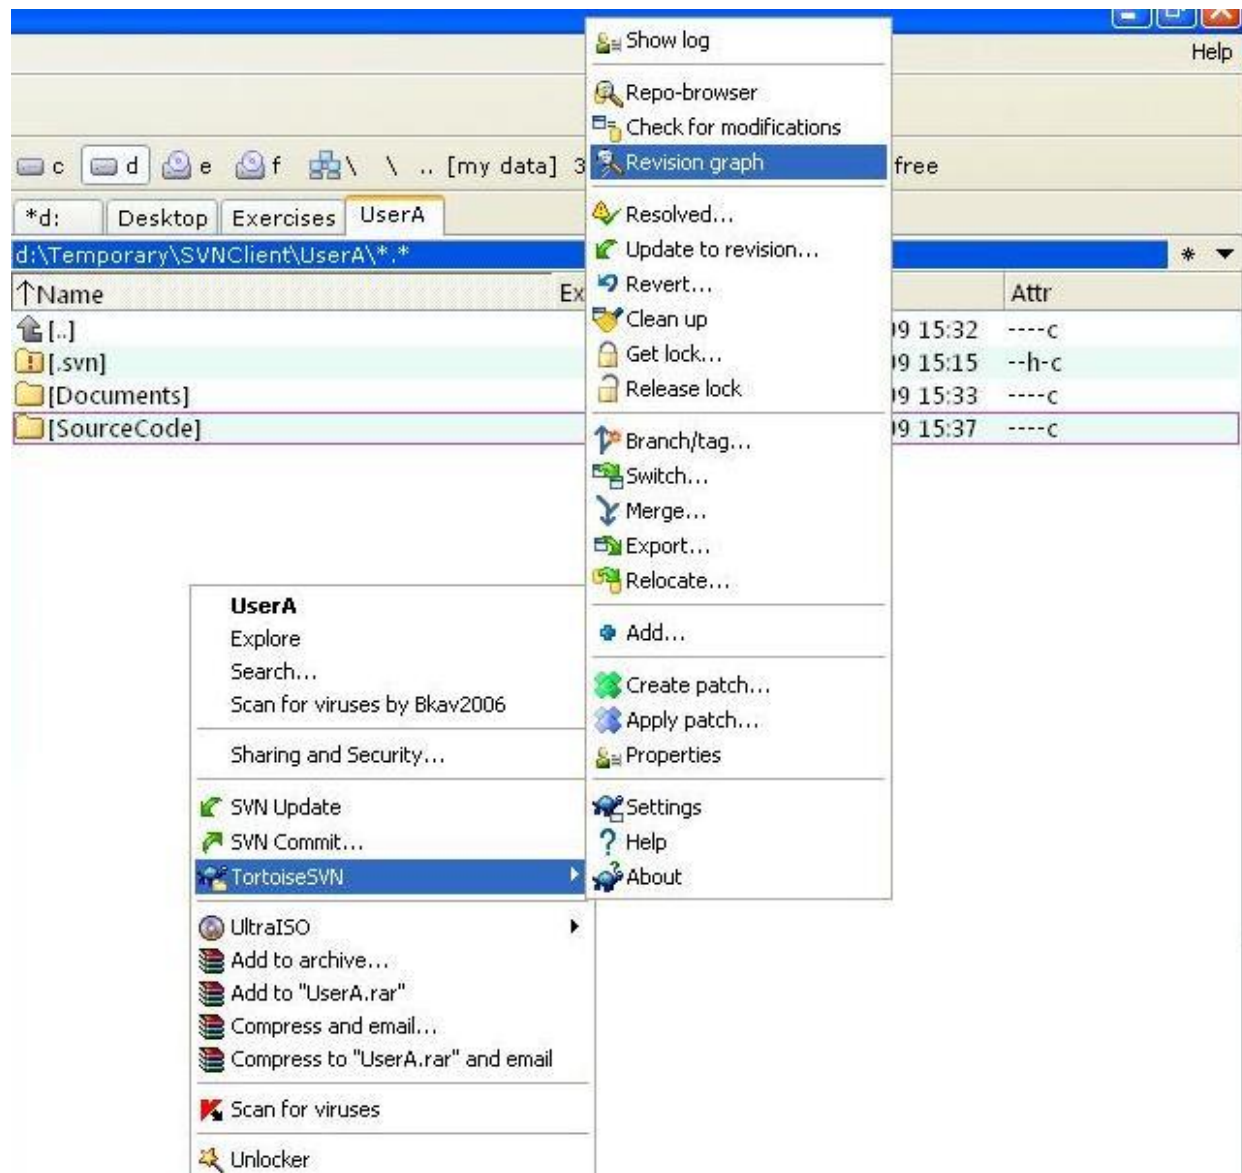 Help
c d e f \ \ .. [my data] 3 free
*d: Desktop Exercises UserA
d:\Temporary\SVNClient\UserA\*.* * ▼
↑Name Ex Attr
[..] 09 15:32 ----c
[.svn] 09 15:15 --h-c
[Documents] 09 15:33 ----c
[SourceCode] 09 15:37 ----c
Show log
Repo-browser
Check for modifications
Revision graph
Resolved...
Update to revision...
Revert...
Clean up
Get lock...
Release lock
Branch/tag...
Switch...
Merge...
Export...
Relocate...
Add...
Create patch...
Apply patch...
Properties
Settings
Help
About
UserA
Explore
Search...
Scan for viruses by Bkav2006
Sharing and Security...
SVN Update
SVN Commit...
TortoiseSVN
UltraISO
Add to archive...
Add to "UserA.rar"
Compress and email...
Compress to "UserA.rar" and email
Scan for viruses
Unlocker